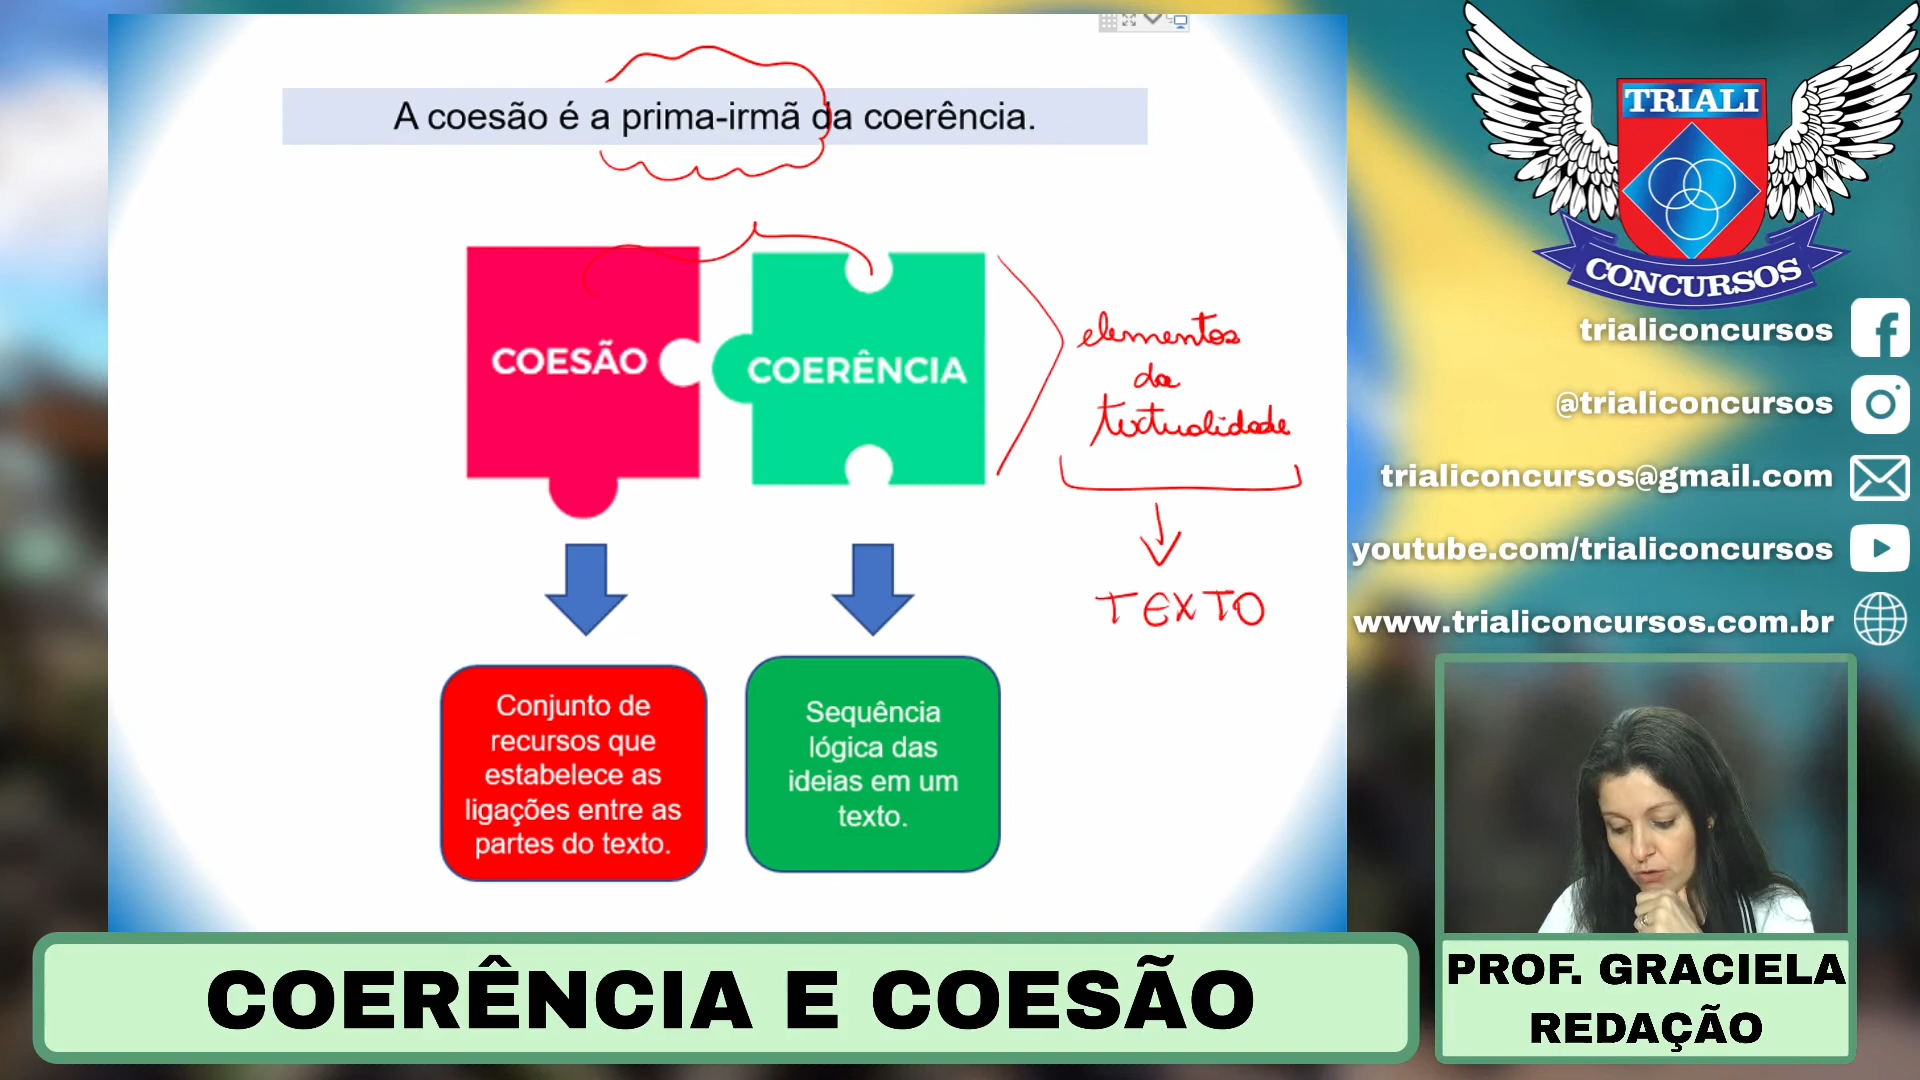 A coesão é a prima-irmã da coerência.
COESÃO
COERÊNCIA
elementos
da
textualidade
TEXTO
Conjunto de
recursos que
estabelece as
ligações entre as
partes do texto.
Sequência
lógica das
ideias em um
texto.
TRIALI
CONCURSOS
trialiconcursos
@trialiconcursos
trialiconcursos@gmail.com
youtube.com/trialiconcursos
www.trialiconcursos.com.br
COERÊNCIA E COESÃO
PROF. GRACIELA
REDAÇÃO